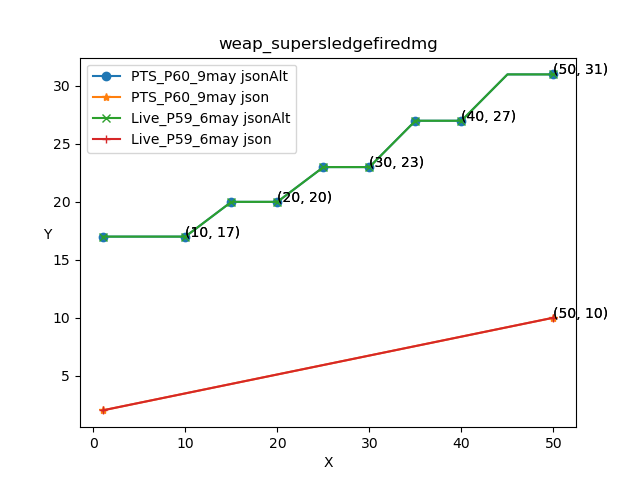 weap_supersledgefiredmg
PTS_P60_9may jsonAlt
PTS_P60_9may json
Live_P59_6may jsonAlt
Live_P59_6may json
(50, 31)
(40, 27)
(30, 23)
(20, 20)
(10, 17)
(50, 10)
30
25
20
15
10
5
Y
0
10
20
30
40
50
X